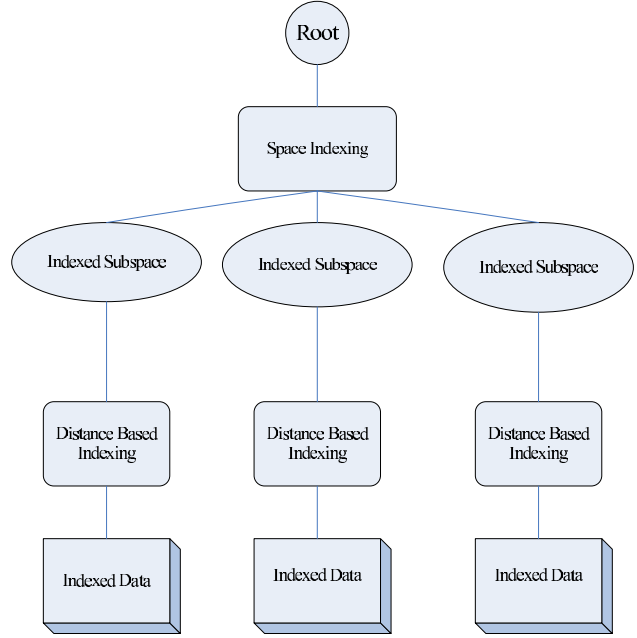 Root
Space Indexing
Indexed Subspace
Indexed Subspace
Indexed Subspace
Distance Based
Indexing
Distance Based
Indexing
Distance Based
Indexing
Indexed Data
Indexed Data
Indexed Data